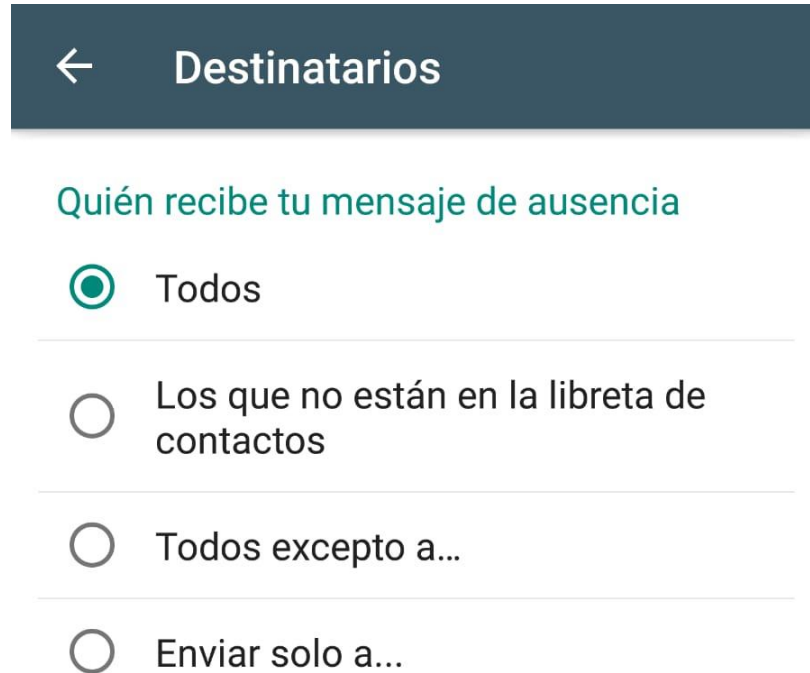 Destinatarios
Quién recibe tu mensaje de ausencia
Todos
Los que no están en la libreta de
contactos
Todos excepto a...
Enviar solo a...